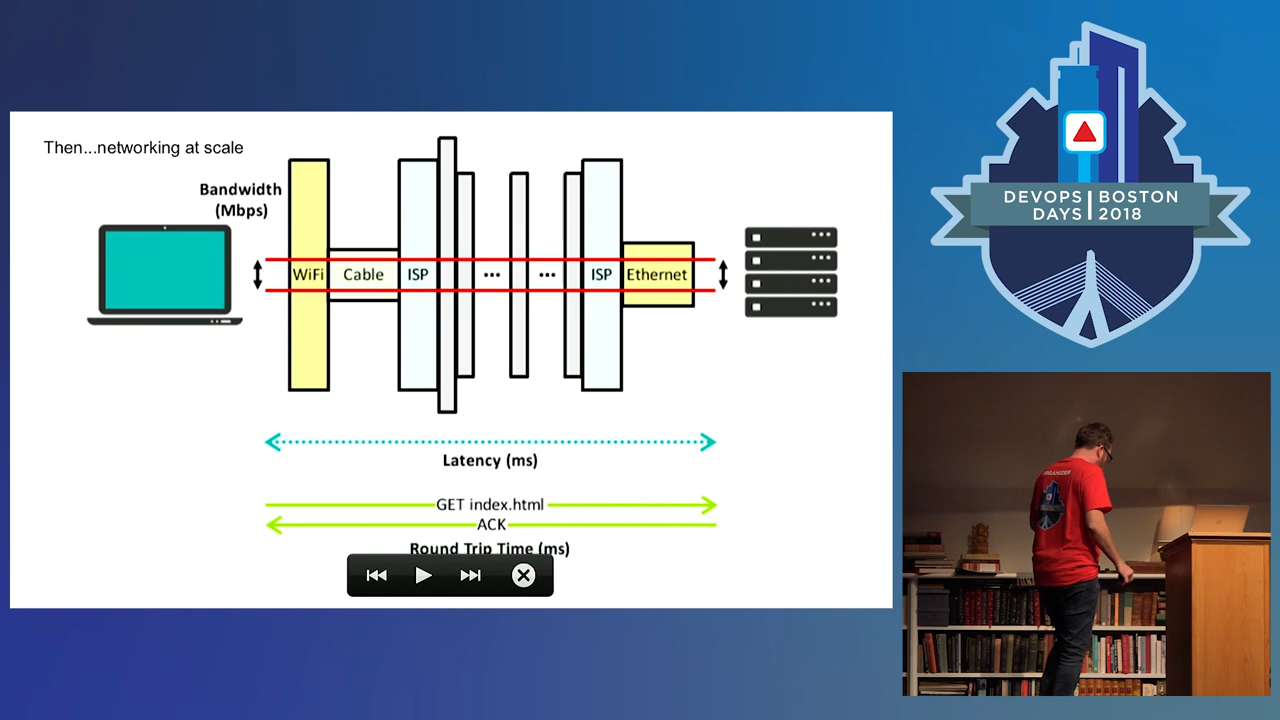 Then...networking at scale
Bandwidth
(Mbps)
WiFi
Cable
ISP
...
...
ISP
Ethernet
Latency (ms)
GET index.html
ACK
Round Trip Time (ms)
DEVOPS
DAYS
BOSTON
2018
ORGANIZER